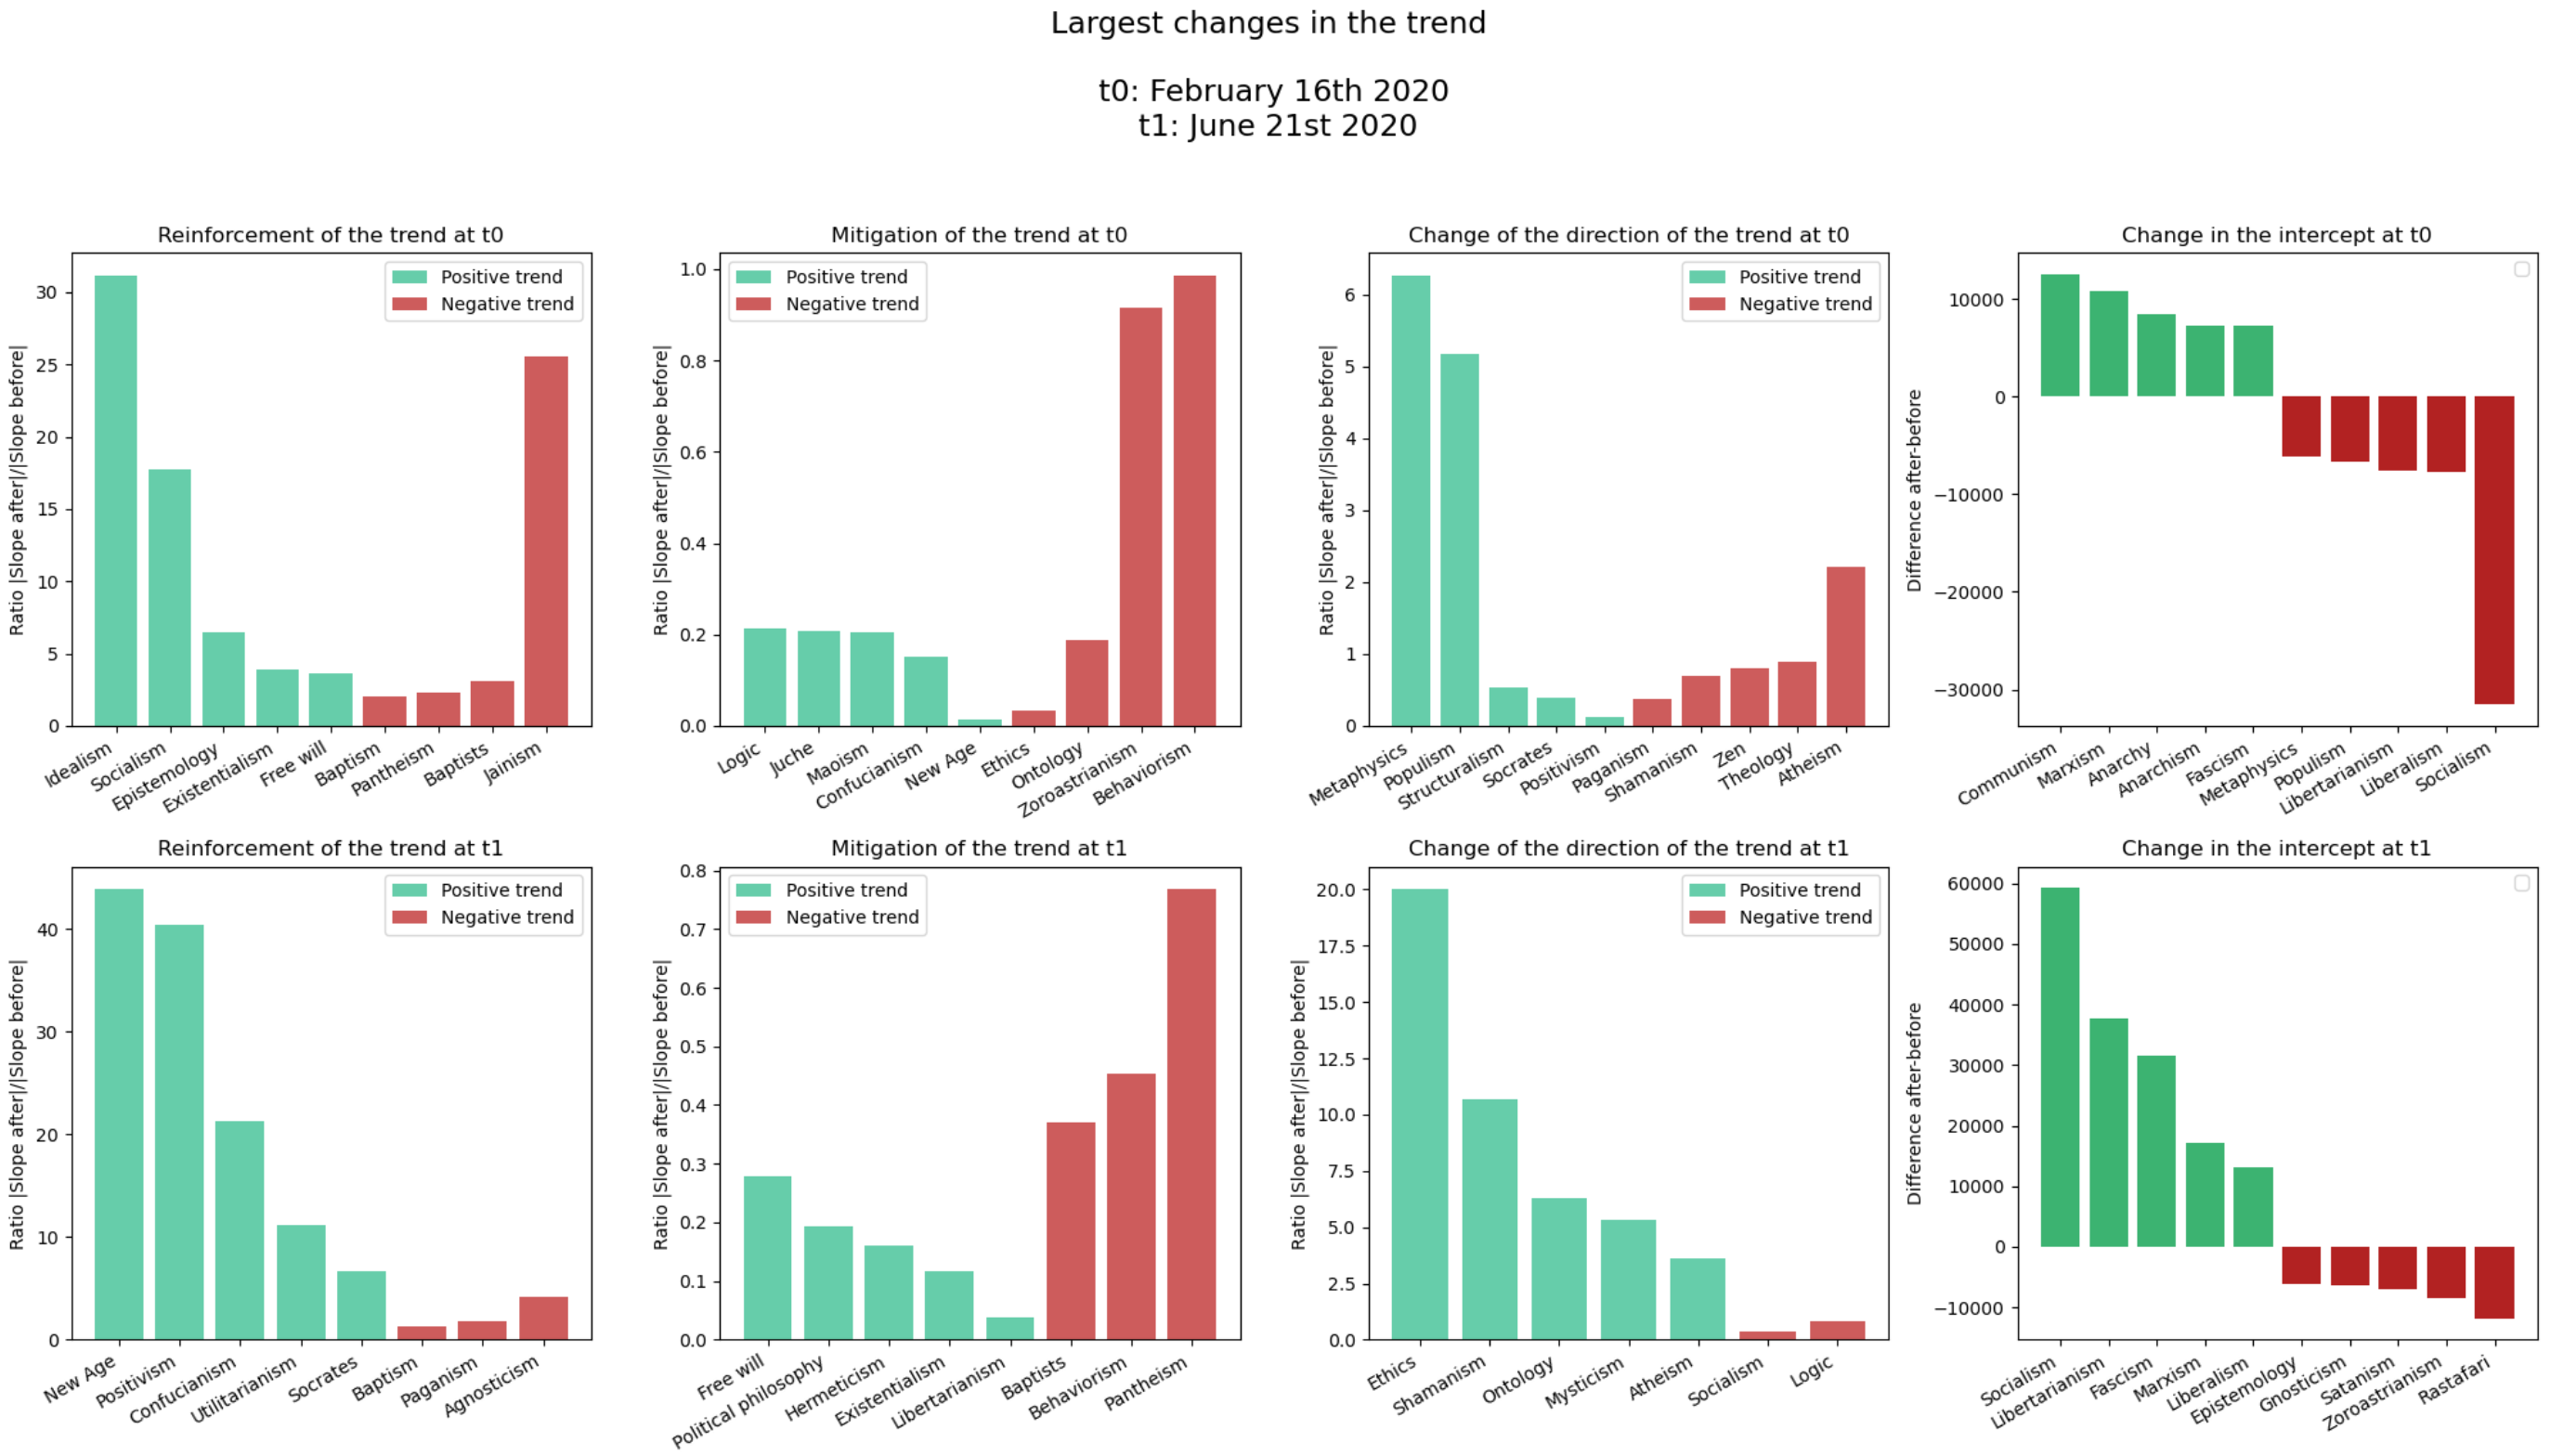 Largest changes in the trend
t0: February 16th 2020
t1: June 21st 2020
Reinforcement of the trend at t0
Positive trend
Negative trend
Ratio |Slope after|/|Slope before|
30
25
20
15
10
5
0
Idealism
Socialism
Epistemology
Existentialism
Free will
Baptism
Pantheism
Baptists
Jainism
Mitigation of the trend at t0
Positive trend
Negative trend
Ratio |Slope after|/|Slope before|
1.0
0.8
0.6
0.4
0.2
0.0
Logic
Juche
Maoism
Confucianism
New Age
Ethics
Ontology
Zoroastrianism
Behaviorism
Change of the direction of the trend at t0
Positive trend
Negative trend
Ratio |Slope after|/|Slope before|
6
5
4
3
2
1
0
Metaphysics
Populism
Structuralism
Socrates
Positivism
Paganism
Shamanism
Zen
Theology
Atheism
Change in the intercept at t0
Difference after-before
10000
0
−10000
−20000
−30000
Communism
Marxism
Anarchy
Anarchism
Fascism
Metaphysics
Populism
Libertarianism
Liberalism
Socialism
Reinforcement of the trend at t1
Positive trend
Negative trend
Ratio |Slope after|/|Slope before|
40
30
20
10
0
New Age
Positivism
Confucianism
Utilitarianism
Socrates
Baptism
Paganism
Agnosticism
Mitigation of the trend at t1
Positive trend
Negative trend
Ratio |Slope after|/|Slope before|
0.8
0.7
0.6
0.5
0.4
0.3
0.2
0.1
0.0
Free will
Political philosophy
Hermeticism
Existentialism
Libertarianism
Baptists
Behaviorism
Pantheism
Change of the direction of the trend at t1
Positive trend
Negative trend
Ratio |Slope after|/|Slope before|
20.0
17.5
15.0
12.5
10.0
7.5
5.0
2.5
0.0
Ethics
Shamanism
Ontology
Mysticism
Atheism
Socialism
Logic
Change in the intercept at t1
Difference after-before
60000
50000
40000
30000
20000
10000
0
−10000
Socialism
Libertarianism
Fascism
Marxism
Liberalism
Epistemology
Gnosticism
Satanism
Zoroastrianism
Rastafari